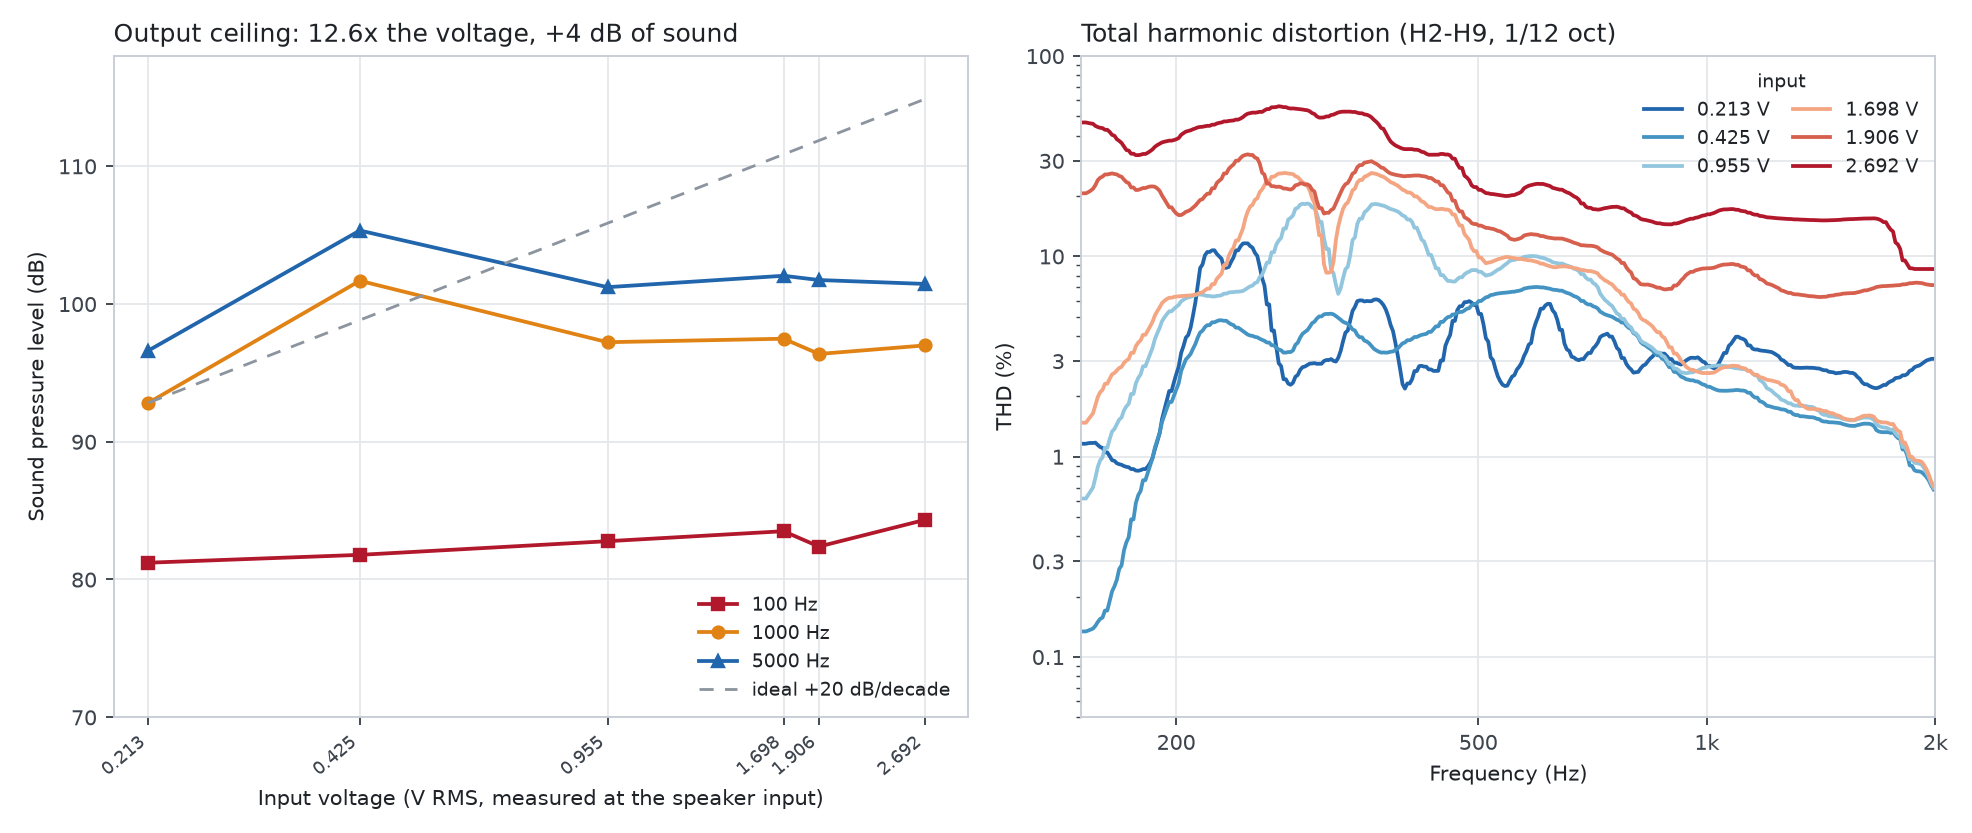 Output ceiling: 12.6x the voltage, +4 dB of sound
Sound pressure level (dB)
110
100
90
80
70
100 Hz
1000 Hz
5000 Hz
ideal +20 dB/decade
0.213
0.425
0.955
1.698
1.906
2.692
Input voltage (V RMS, measured at the speaker input)
Total harmonic distortion (H2-H9, 1/12 oct)
THD (%)
100
30
10
3
1
0.3
0.1
input
0.213 V
0.425 V
0.955 V
1.698 V
1.906 V
2.692 V
200
500
1k
2k
Frequency (Hz)